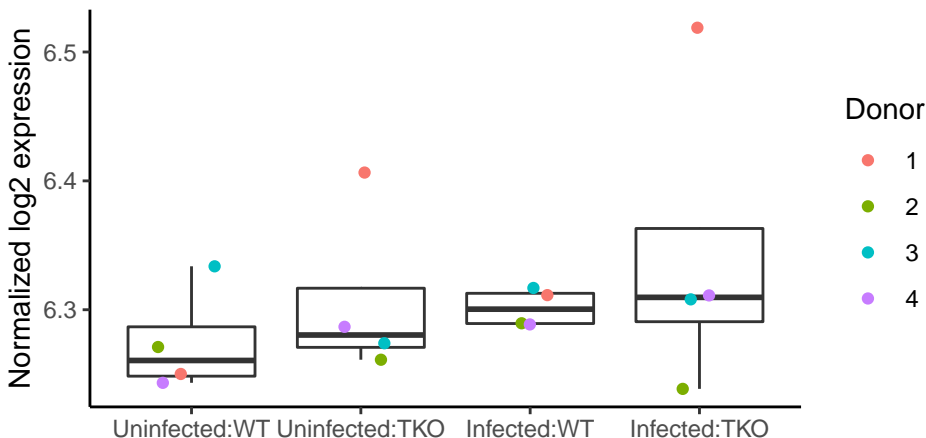 Normalized log2 expression
6.5
6.4
6.3
Uninfected:WT Uninfected:TKO Infected:WT Infected:TKO
Donor
1
2
3
4